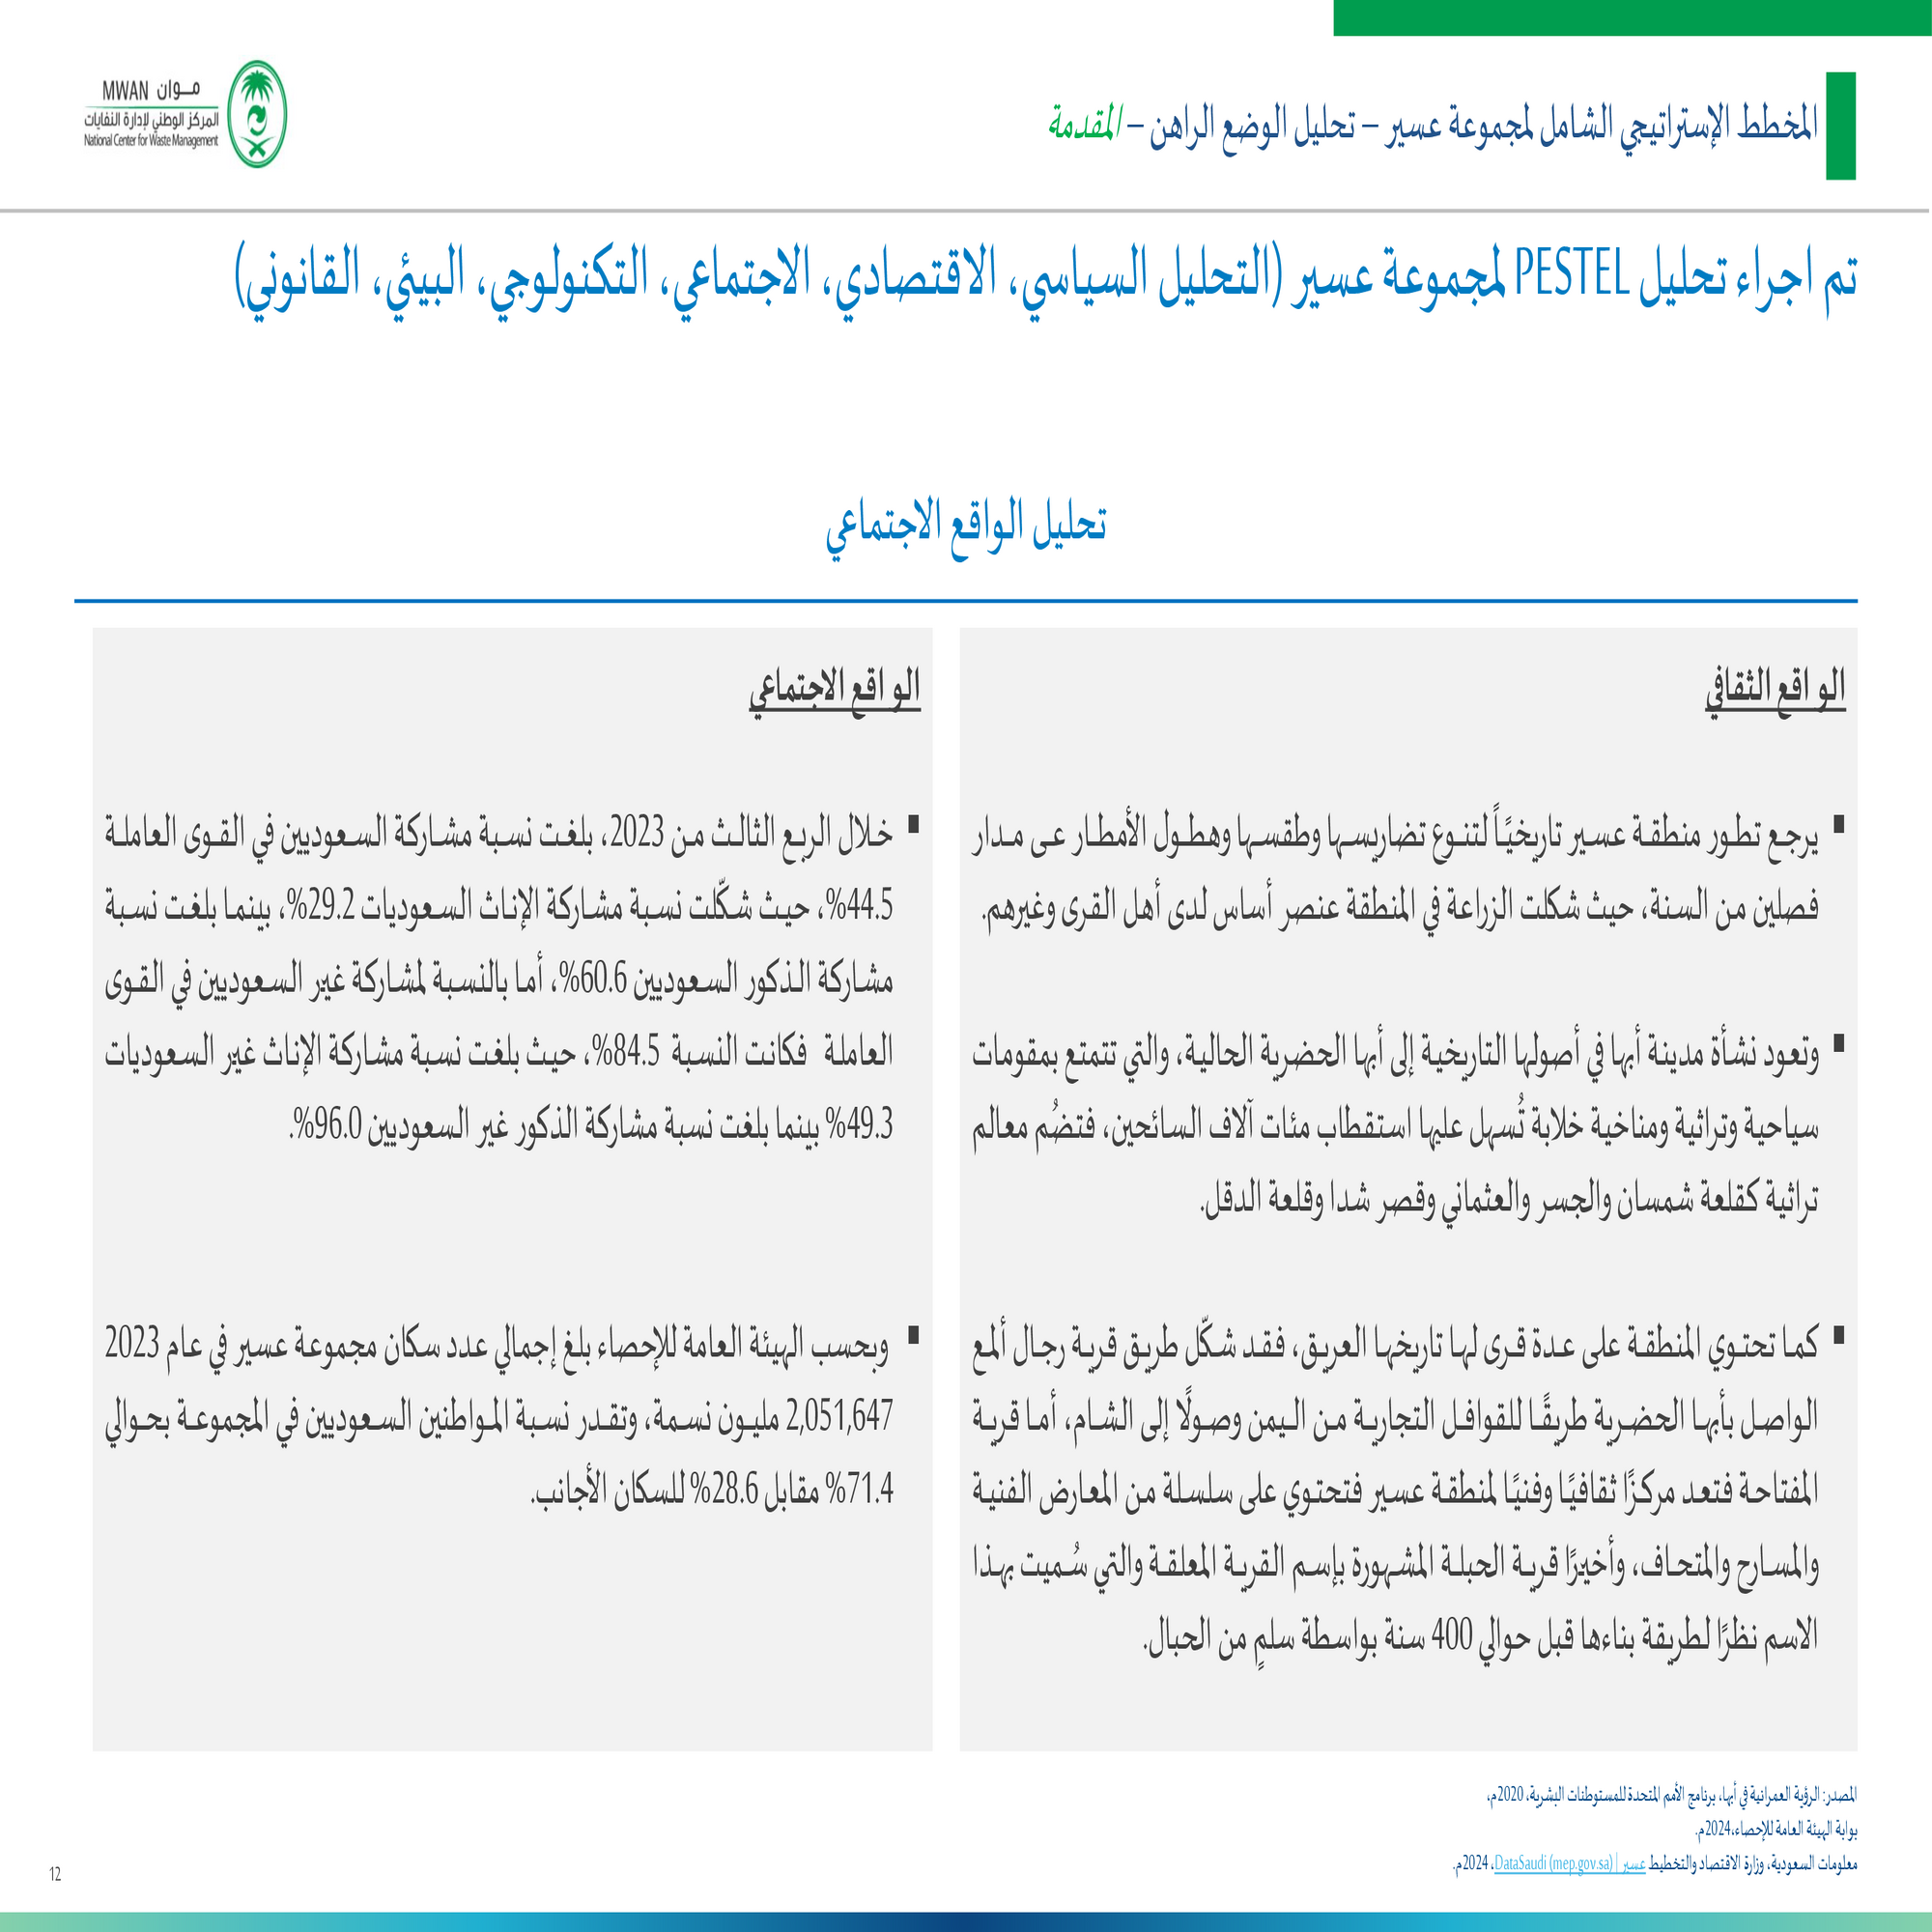 موان MWAN
المركز الوطني لإدارة النفايات
National Center for Waste Management
المخطط الإستراتيجي الشامل لمجموعة عسير – تحليل الوضع الراهن – المقدمة
تم اجراء تحليل PESTEL لمجموعة عسير (التحليل السياسي، الاقتصادي، الاجتماعي، التكنولوجي، البيئي، القانوني)
تحليل الواقع الاجتماعي
الواقع الثقافي
▪ يرجع تطور منطقة عسير تاريخيًاً لتنوع تضاريسها وطقسها وهطول الأمطار عى مدار
فصلين من السنة، حيث شكلت الزراعة في المنطقة عنصر أساس لدى أهل القرى وغيرهم.
▪ وتعود نشأة مدينة أبها في أصولها التاريخية إلى أبها الحضرية الحالية، والتي تتمتع بمقومات
سياحية وتراثية ومناخية خلابة تُسهل عليها استقطاب مئات آلاف السائحين، فتضُم معالم
تراثية كقلعة شمسان والجسر والعثماني وقصر شدا وقلعة الدقل.
▪ كما تحتوي المنطقة على عدة قرى لها تاريخها العريق، فقد شكّل طريق قرية رجال ألمع
الواصل بأبها الحضرية طريقًا للقوافل التجارية من اليمن وصولًا إلى الشام، أما قرية
المفتاحة فتعد مركزًا ثقافيًا وفنيًا لمنطقة عسير فتحتوي على سلسلة من المعارض الفنية
والمسارح والمتحاف، وأخيرًا قرية الحبلة المشهورة بإسم القرية المعلقة والتي سُميت بهذا
الاسم نظرًا لطريقة بناءها قبل حوالي 400 سنة بواسطة سلمٍ من الحبال.
الواقع الاجتماعي
▪ خلال الربع الثالث من 2023، بلغت نسبة مشاركة السعوديين في القوى العاملة
44.5%، حيث شكّلت نسبة مشاركة الإناث السعوديات 29.2%، بينما بلغت نسبة
مشاركة الذكور السعوديين 60.6%، أما بالنسبة لمشاركة غير السعوديين في القوى
العاملة فكانت النسبة 84.5%، حيث بلغت نسبة مشاركة الإناث غير السعوديات
49.3% بينما بلغت نسبة مشاركة الذكور غير السعوديين 96.0%.
▪ وبحسب الهيئة العامة للإحصاء بلغ إجمالي عدد سكان مجموعة عسير في عام 2023
2,051,647 مليون نسمة، وتقدر نسبة المواطنين السعوديين في المجموعة بحوالي
71.4% مقابل 28.6% للسكان الأجانب.
المصدر: الرؤية العمرانية في أبها، برنامج الأمم المتحدة للمستوطنات البشرية، 2020م،
بوابة الهيئة العامة للإحصاء،2024م.
معلومات السعودية، وزارة الاقتصاد والتخطيط عسير | DataSaudi (mep.gov.sa)، 2024م.
12